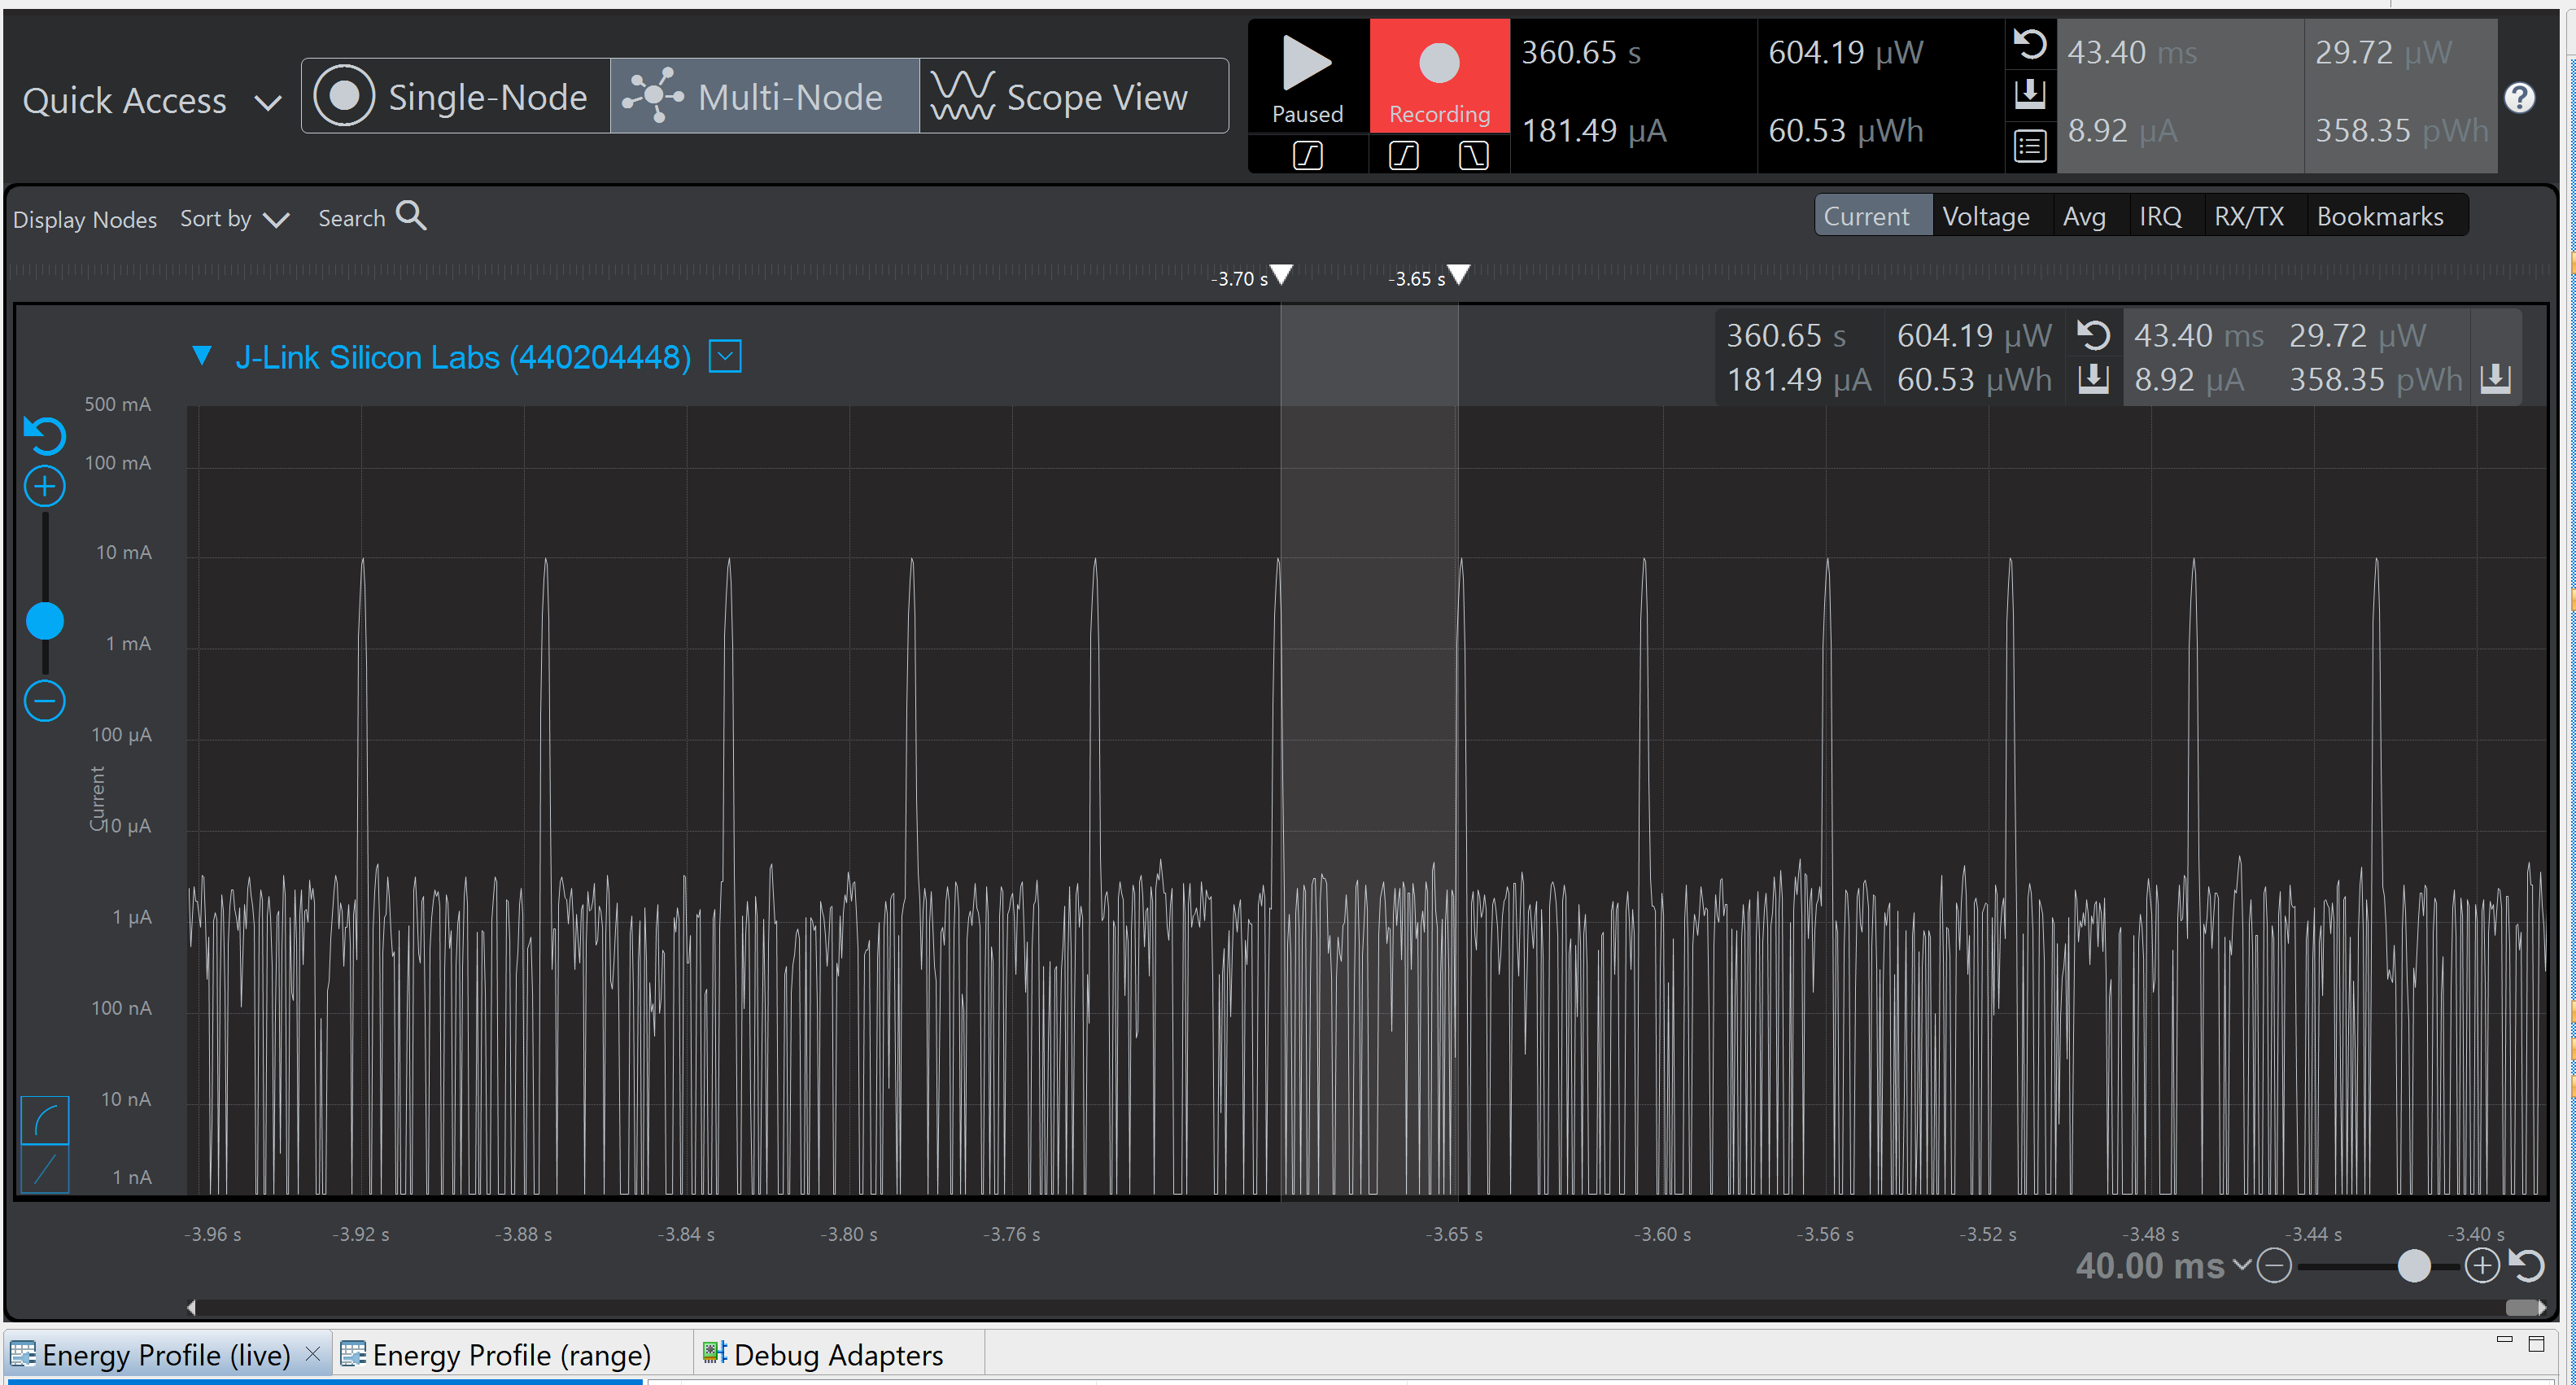 Quick Access Single-Node Multi-Node Scope View
Paused Recording
360.65 s 604.19 µW 43.40 ms 29.72 µW
181.49 µA 60.53 µWh 8.92 µA 358.35 pWh
?
Display Nodes Sort by Search
Current Voltage Avg IRQ RX/TX Bookmarks
-3.70 s -3.65 s
J-Link Silicon Labs (440204448)
360.65 s 604.19 µW 43.40 ms 29.72 µW
181.49 µA 60.53 µWh 8.92 µA 358.35 pWh
500 mA
100 mA
10 mA
1 mA
100 µA
10 µA
1 µA
100 nA
10 nA
1 nA
Current
-3.96 s -3.92 s -3.88 s -3.84 s -3.80 s -3.76 s -3.65 s -3.60 s -3.56 s -3.52 s -3.48 s -3.44 s -3.40 s
40.00 ms
Energy Profile (live) Energy Profile (range) Debug Adapters